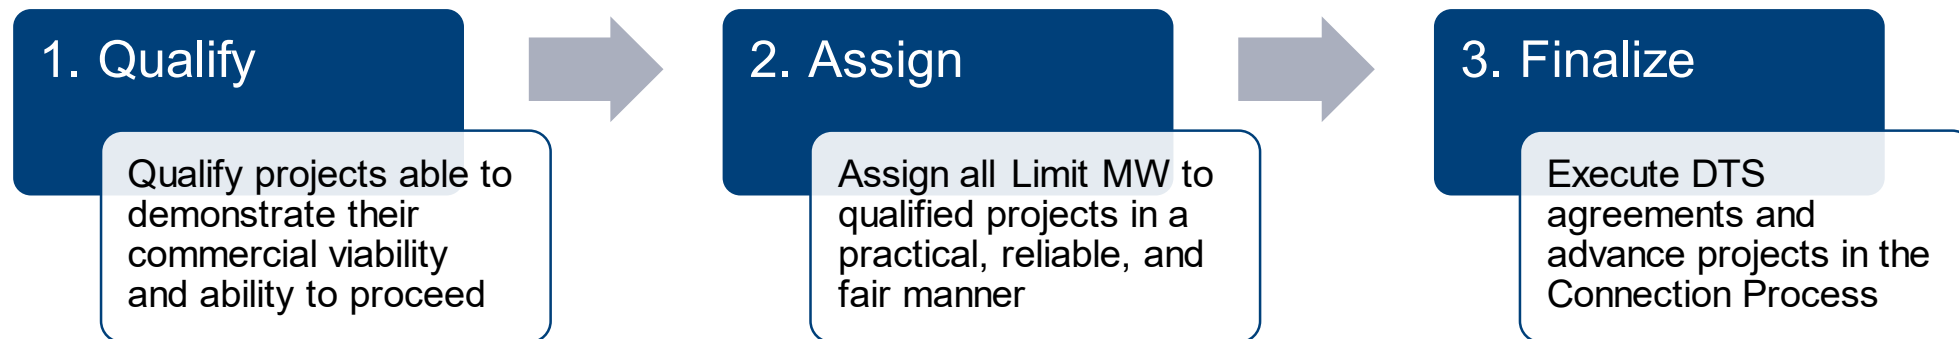 1. Qualify
Qualify projects able to
demonstrate their
commercial viability
and ability to proceed
2. Assign
Assign all Limit MW to
qualified projects in a
practical, reliable, and
fair manner
3. Finalize
Execute DTS
agreements and
advance projects in the
Connection Process